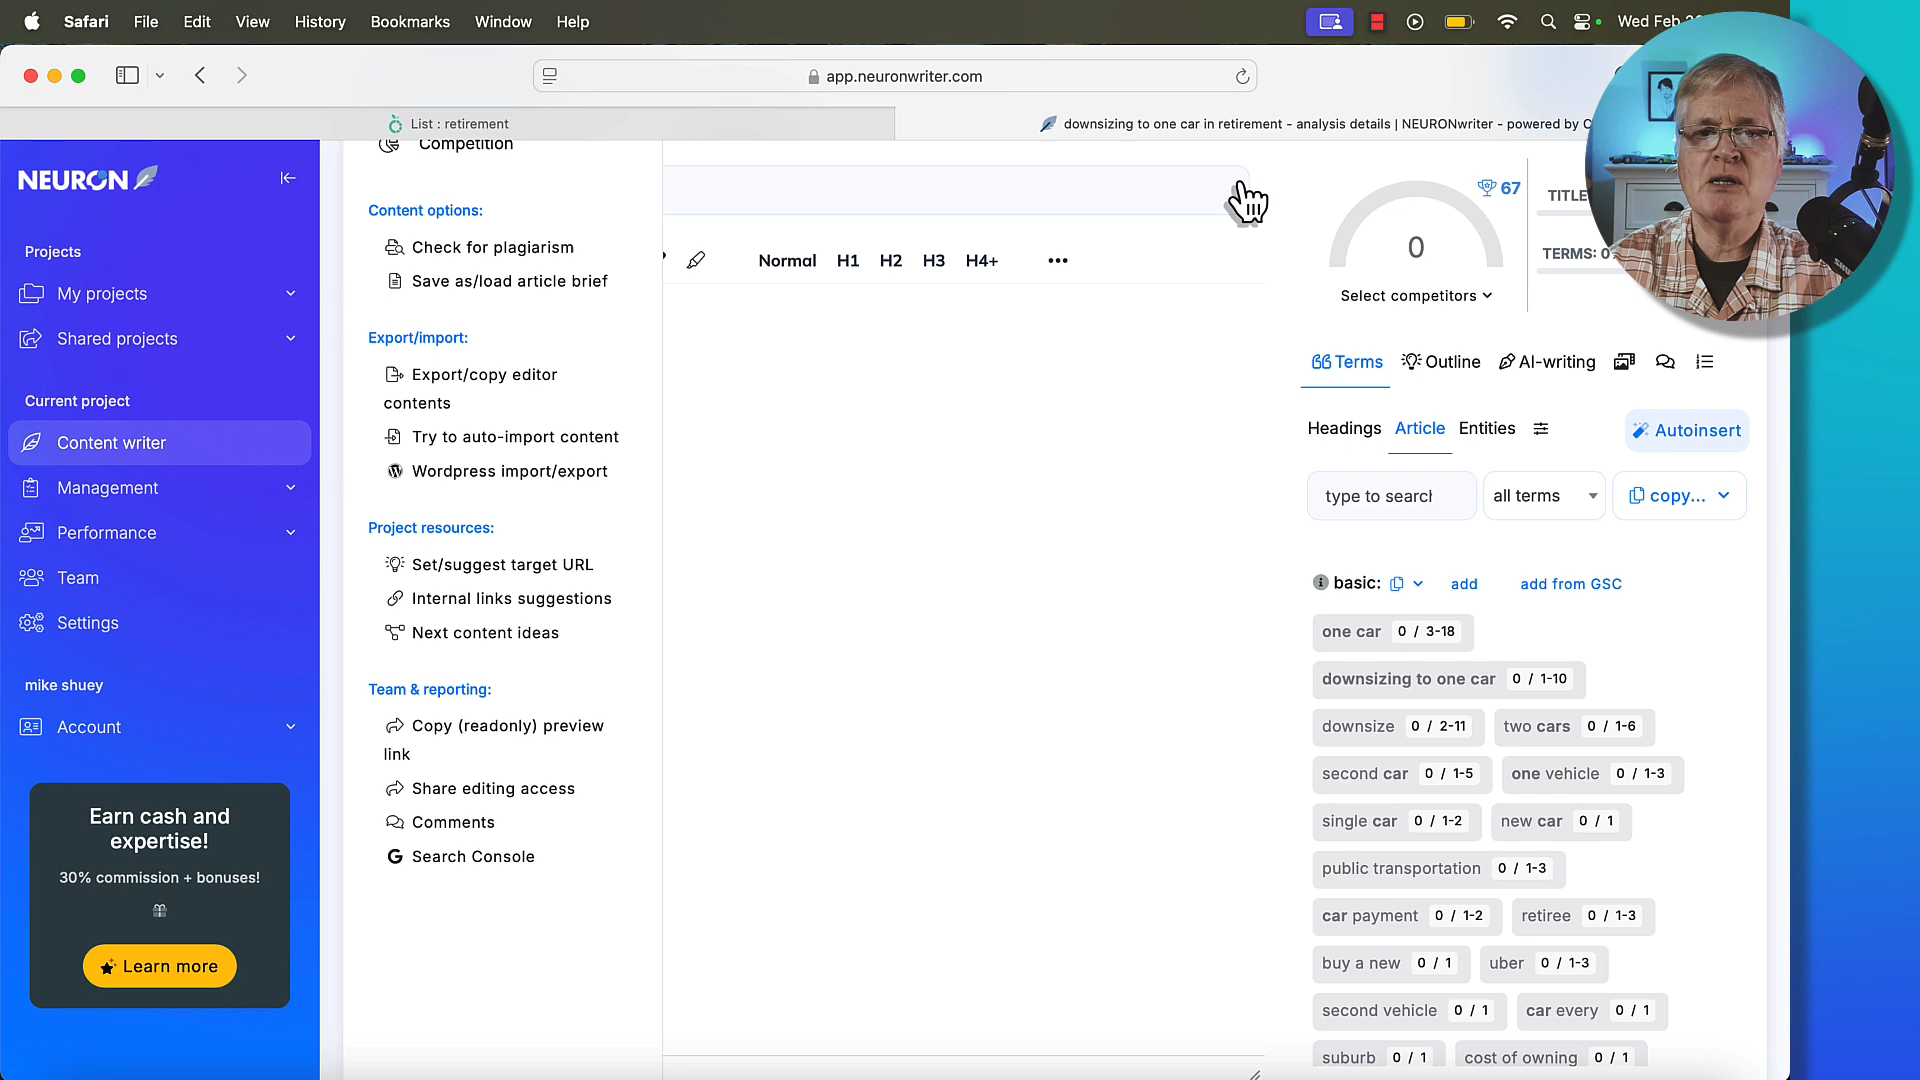 Safari File Edit View History Bookmarks Window Help Wed Feb
app.neuronwriter.com
List : retirement
downsizing to one car in retirement - analysis details | NEURONwriter - powered by
NEURON
Projects
My projects
Shared projects
Current project
Content writer
Management
Performance
Team
Settings
mike shuey
Account
Earn cash and
expertise!
30% commission + bonuses!
Learn more
Competition
Content options:
Check for plagiarism
Save as/load article brief
Export/import:
Export/copy editor
contents
Try to auto-import content
Wordpress import/export
Project resources:
Set/suggest target URL
Internal links suggestions
Next content ideas
Team & reporting:
Copy (readonly) preview
link
Share editing access
Comments
Search Console
Normal H1 H2 H3 H4+
67
0
Select competitors
TITLE
TERMS:
Terms Outline AI-writing
Headings Article Entities Autoinsert
type to search all terms copy...
basic: add add from GSC
one car 0 / 3-18
downsizing to one car 0 / 1-10
downsize 0 / 2-11 two cars 0 / 1-6
second car 0 / 1-5 one vehicle 0 / 1-3
single car 0 / 1-2 new car 0 / 1
public transportation 0 / 1-3
car payment 0 / 1-2 retiree 0 / 1-3
buy a new 0 / 1 uber 0 / 1-3
second vehicle 0 / 1 car every 0 / 1
suburb 0 / 1 cost of owning 0 / 1